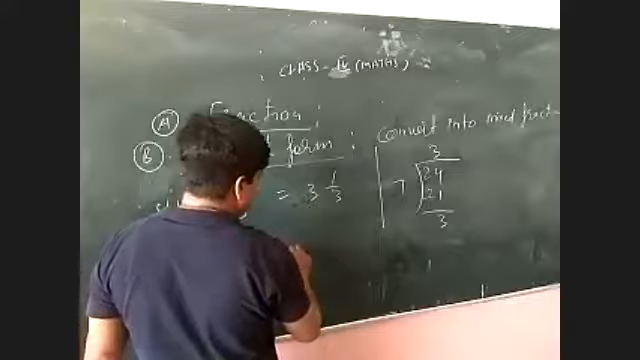 CLASS - IV (MATHS)
(A) Fraction :
(B) form : Convert into mixed fract
= 3 1/3
3
7 24
21
3